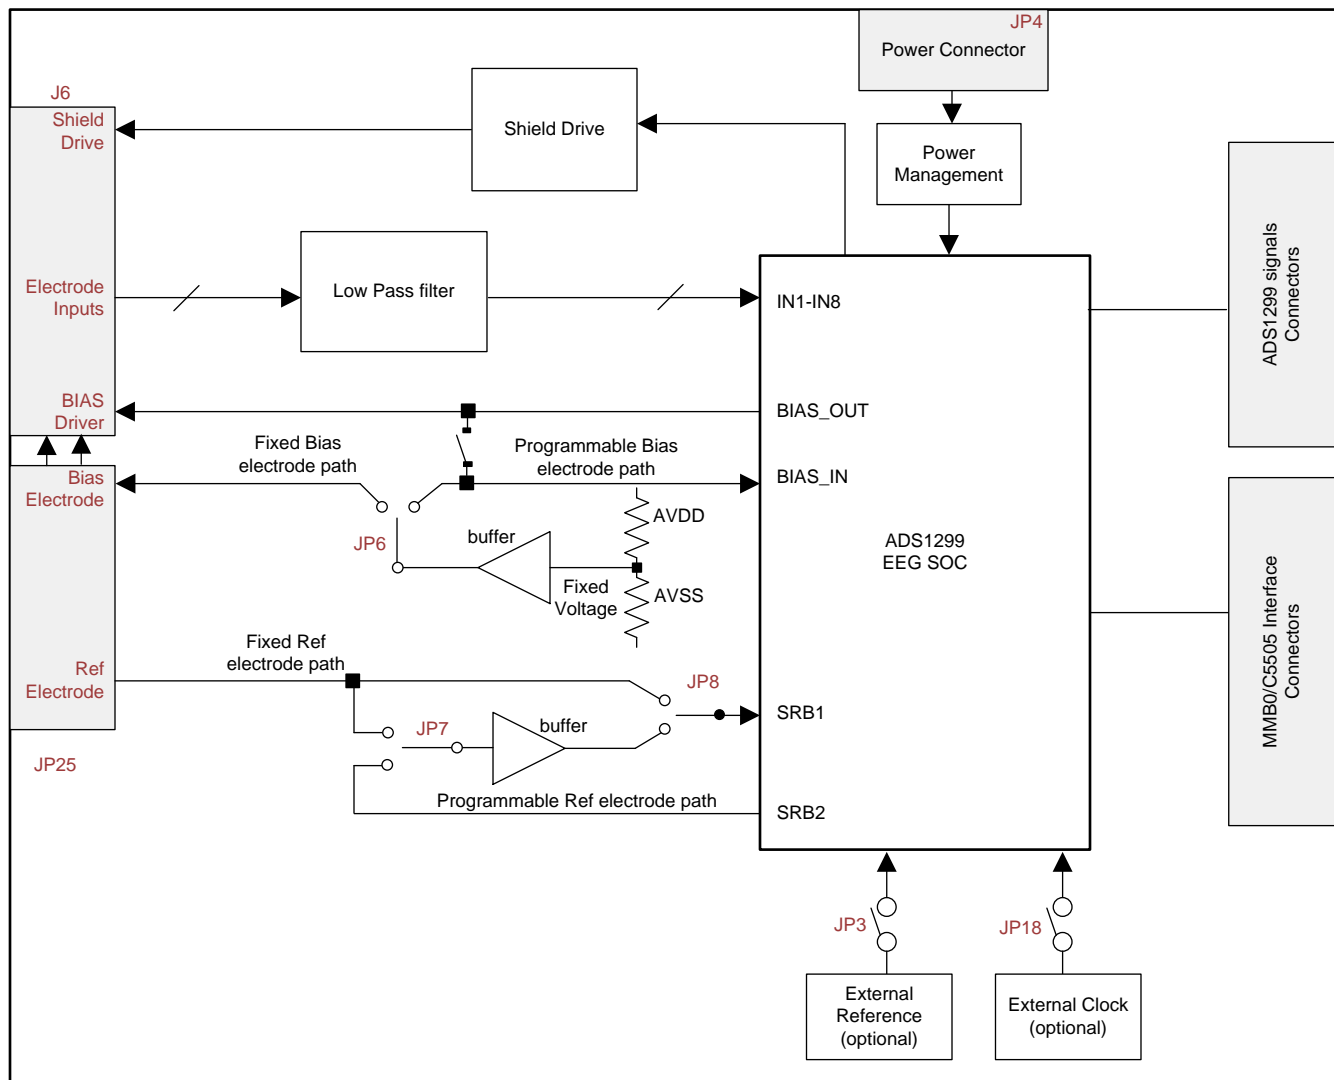 JP4
Power Connector
J6
Shield
Drive
Shield Drive
Power
Management
ADS1299 signals
Connectors
Electrode
Inputs
Low Pass filter
IN1-IN8
BIAS
Driver
BIAS_OUT
Fixed Bias
electrode path
Programmable Bias
electrode path
Bias
Electrode
BIAS_IN
AVDD
JP6
buffer
ADS1299
EEG SOC
Fixed
Voltage
AVSS
MMB0/C5505 Interface
Connectors
Fixed Ref
electrode path
Ref
Electrode
JP8
SRB1
JP7
buffer
JP25
Programmable Ref electrode path
SRB2
JP3
JP18
External
Reference
(optional)
External Clock
(optional)